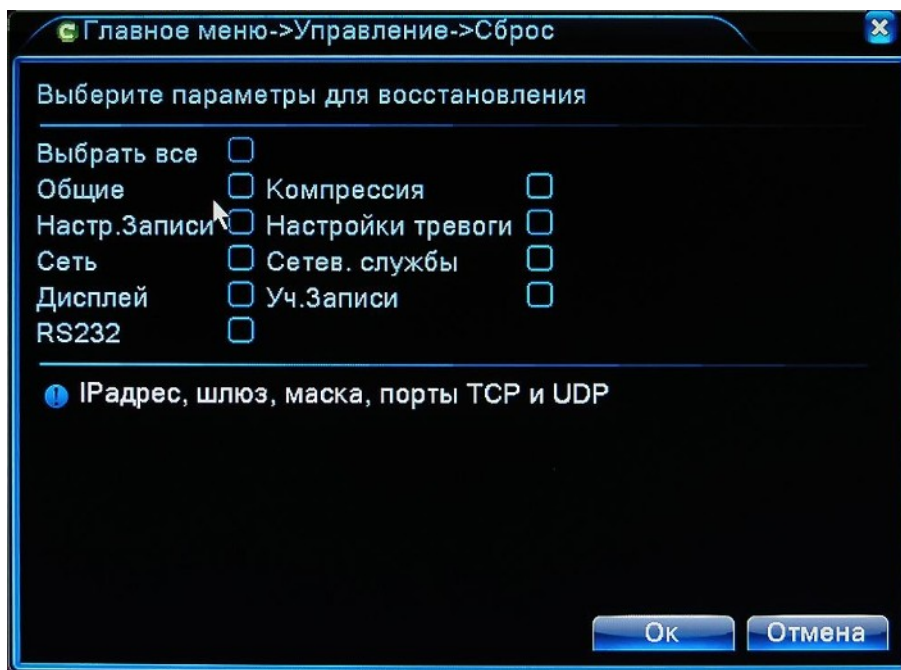 Главное меню->Управление->Сброс
Выберите параметры для восстановления
Выбрать все
Общие Компрессия
Настр.Записи Настройки тревоги
Сеть Сетев. службы
Дисплей Уч.Записи
RS232
IPадрес, шлюз, маска, порты TCP и UDP
Ок Отмена